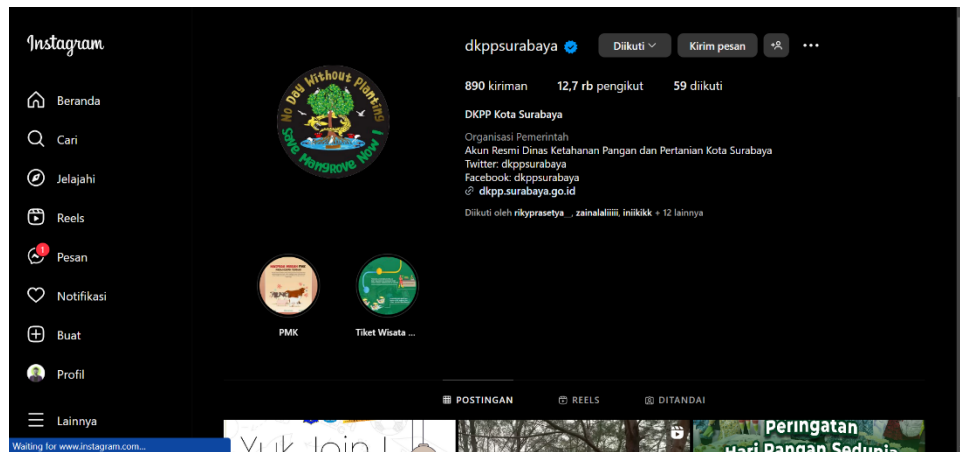 Instagram
Beranda
Cari
Jelajahi
Reels
1
Pesan
Notifikasi
Buat
Profil
Lainnya
Waiting for www.instagram.com...
No Day Without Planting
Save Mangrove Now !
dkppsurabaya
Diikuti
Kirim pesan
890 kiriman 12,7 rb pengikut 59 diikuti
DKPP Kota Surabaya
Organisasi Pemerintah
Akun Resmi Dinas Ketahanan Pangan dan Pertanian Kota Surabaya
Twitter: dkppsurabaya
Facebook: dkppsurabaya
dkpp.surabaya.go.id
Diikuti oleh rikyprasetya_, zainalaliiiii, iniikikk + 12 lainnya
PMK
Tiket Wisata ...
POSTINGAN
REELS
DITANDAI
Yuk Join !
Peringatan
Hari Pangan Sedunia